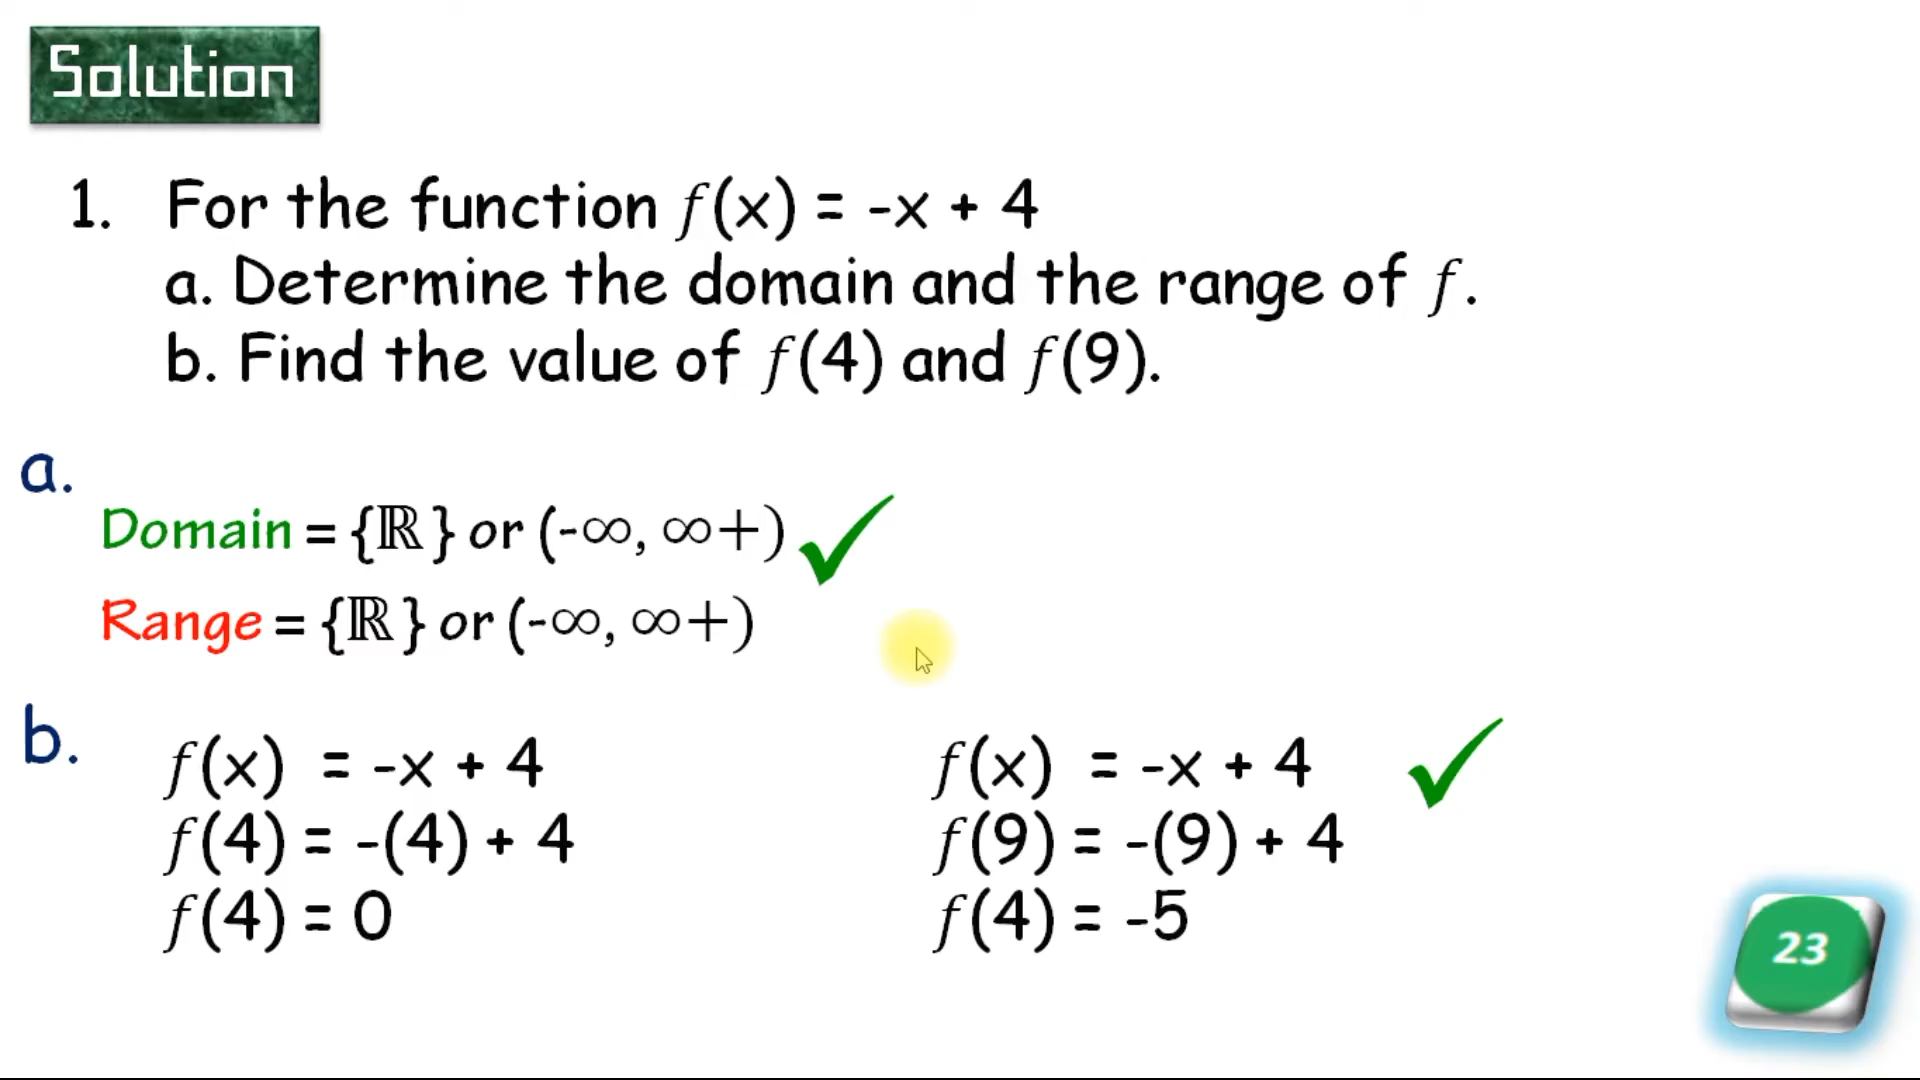 Solution
1. For the function f(x) = -x + 4
a. Determine the domain and the range of f.
b. Find the value of f(4) and f(9).
a.
Domain = {ℝ} or (-∞, ∞+)
Range = {ℝ} or (-∞, ∞+)
b.
f(x) = -x + 4
f(4) = -(4) + 4
f(4) = 0
f(x) = -x + 4
f(9) = -(9) + 4
f(4) = -5
23